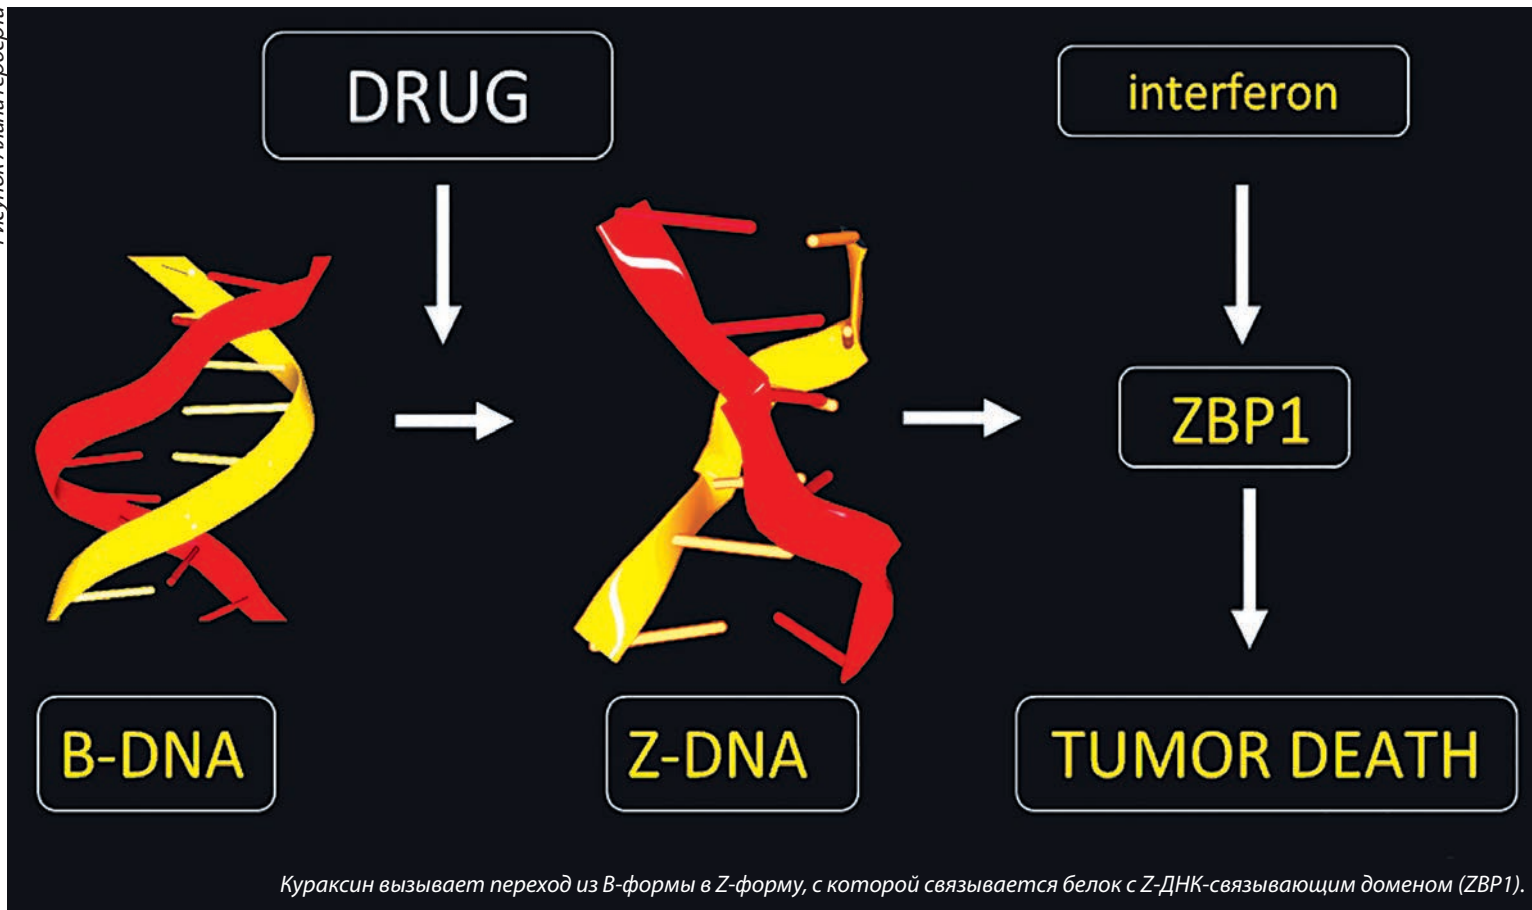 DRUG
interferon
ZBP1
B-DNA
Z-DNA
TUMOR DEATH
Кураксин вызывает переход из В-формы в Z-форму, с которой связывается белок с Z-ДНК-связывающим доменом (ZBP1).